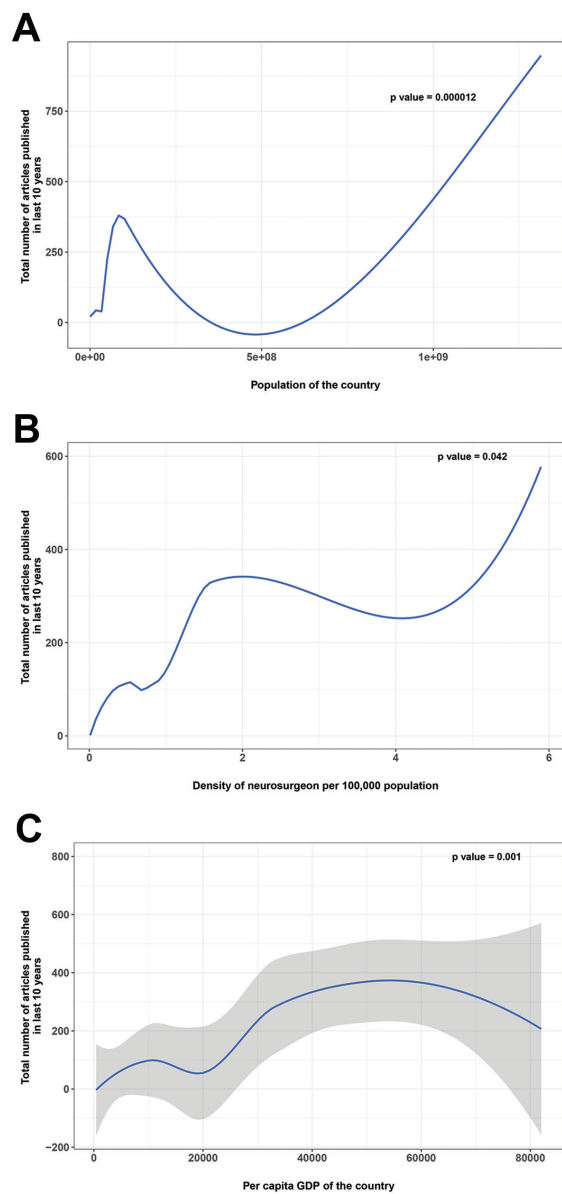 A
Total number of articles published
in last 10 years
750
500
250
0
p value = 0.000012
0e+00
5e+08
1e+09
Population of the country
B
Total number of articles published
in last 10 years
600
400
200
0
p value = 0.042
0
2
4
6
Density of neurosurgeon per 100,000 population
C
Total number of articles published
in last 10 years
800
600
400
200
0
−200
p value = 0.001
0
20000
40000
60000
80000
Per capita GDP of the country